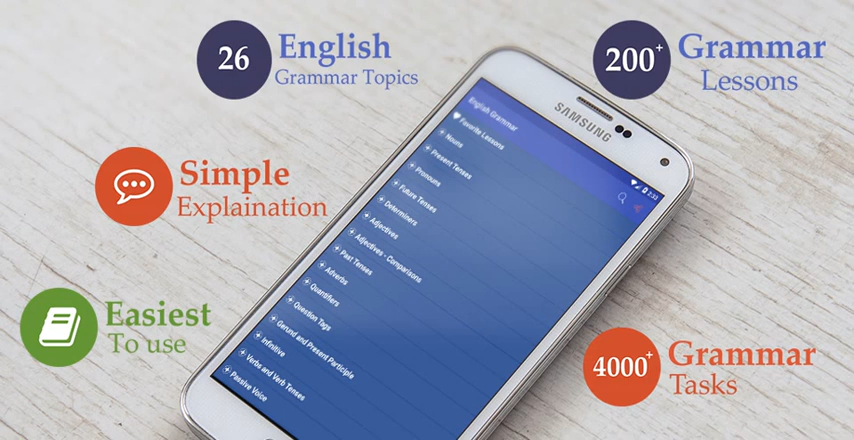 26
English
Grammar Topics
200+
Grammar
Lessons
Simple
Explaination
Easiest
To use
4000+
Grammar
Tasks
SAMSUNG
2:33
English Grammar
Favorite Lessons
Nouns
Present Tenses
Pronouns
Future Tenses
Determiners
Adjectives
Adjectives - Comparisons
Past Tenses
Adverbs
Quantifiers
Question Tags
Gerund and Present Participle
Infinitive
Verbs and Verb Tenses
Passive Voice